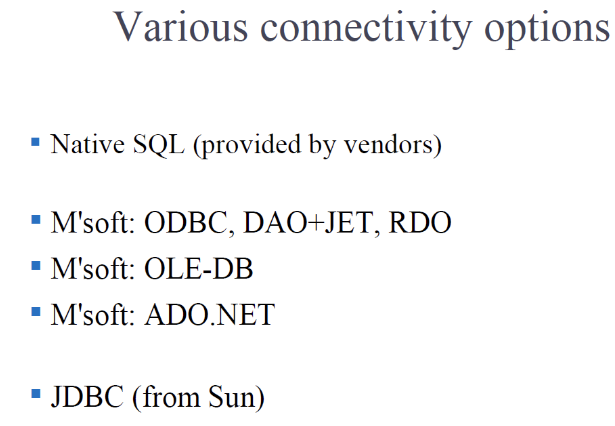 Various connectivity options
▪ Native SQL (provided by vendors)
▪ M'soft: ODBC, DAO+JET, RDO
▪ M'soft: OLE-DB
▪ M'soft: ADO.NET
▪ JDBC (from Sun)